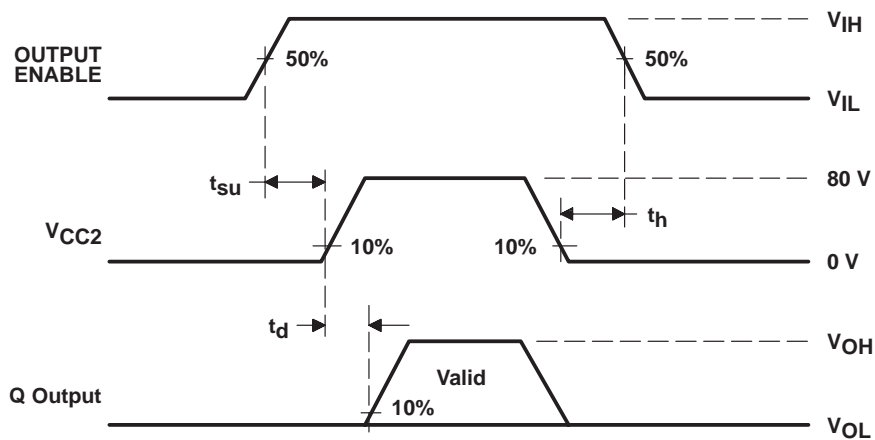 VIH
OUTPUT
ENABLE
50%
50%
VIL
tsu
80 V
th
VCC2
10%
10%
0 V
td
VOH
Valid
Q Output
10%
VOL